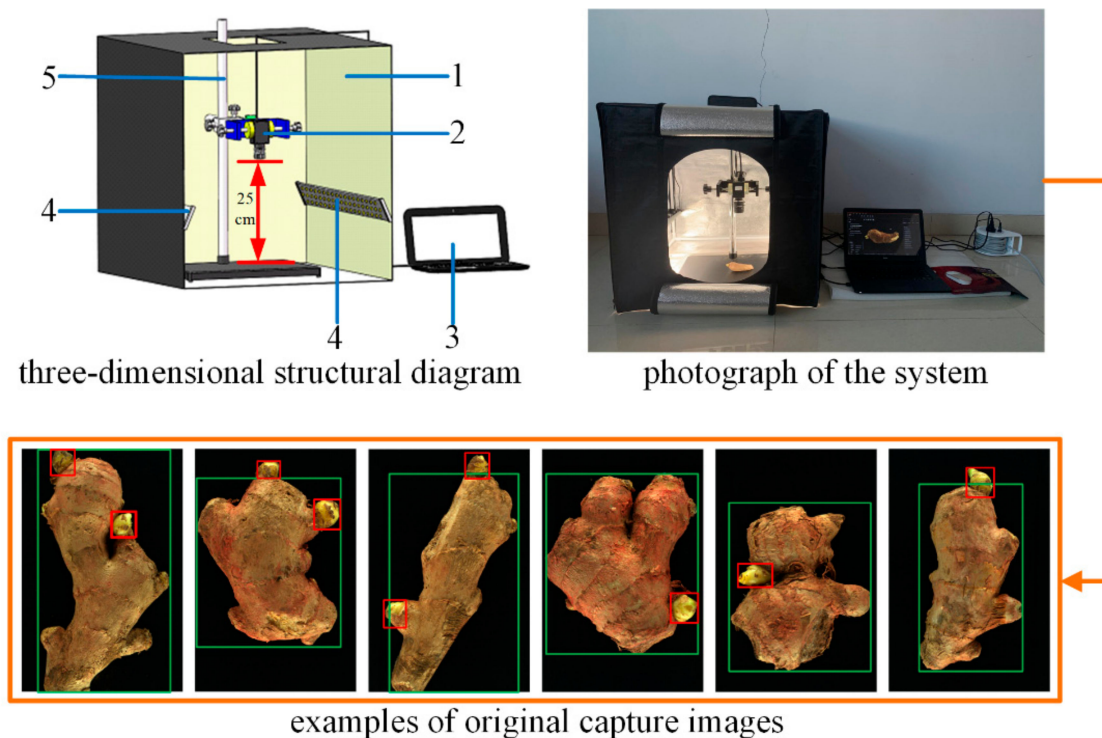 5
1
2
4
25
cm
4
3
three-dimensional structural diagram
photograph of the system
examples of original capture images